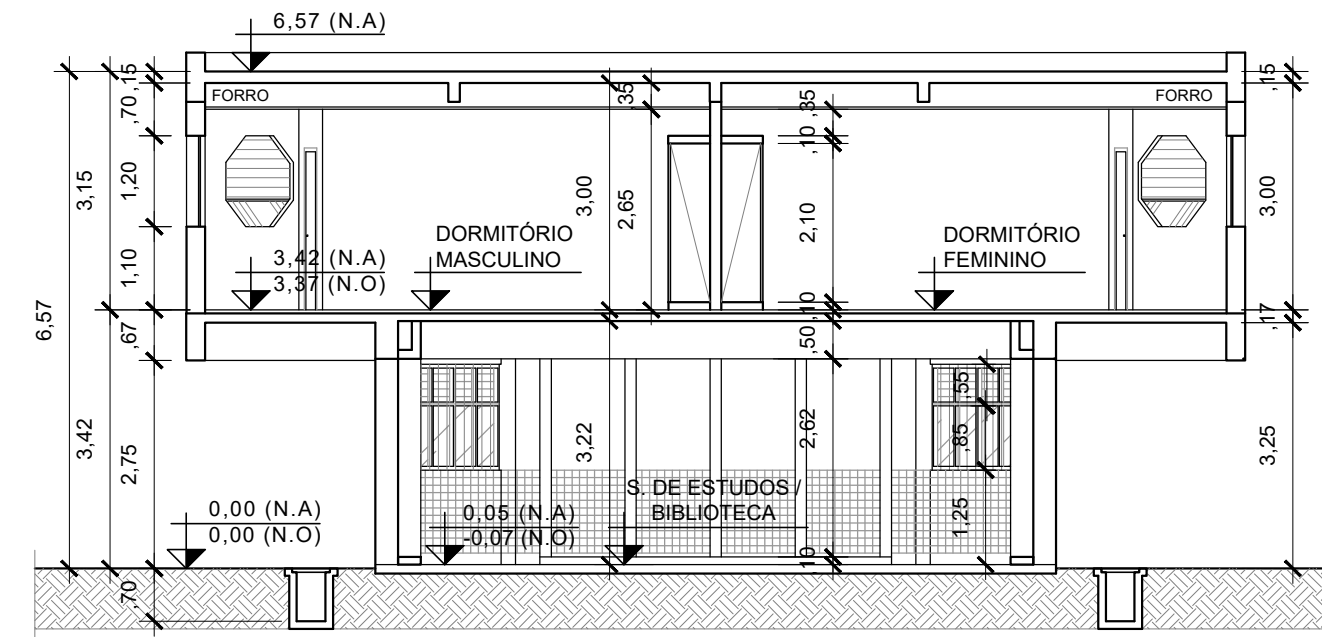 6,57 (N.A)
,15
,15
FORRO
FORRO
,70
,35
,35
,10
1,20
3,15
3,00
2,65
2,10
3,00
DORMITÓRIO
MASCULINO
DORMITÓRIO
FEMININO
3,42 (N.A)
3,37 (N.O)
1,10
6,57
,67
,10
,17
,50
,55
3,42
2,75
3,22
2,62
,85
3,25
S. DE ESTUDOS /
BIBLIOTECA
0,00 (N.A)
0,00 (N.O)
0,05 (N.A)
-0,07 (N.O)
1,25
,10
,70